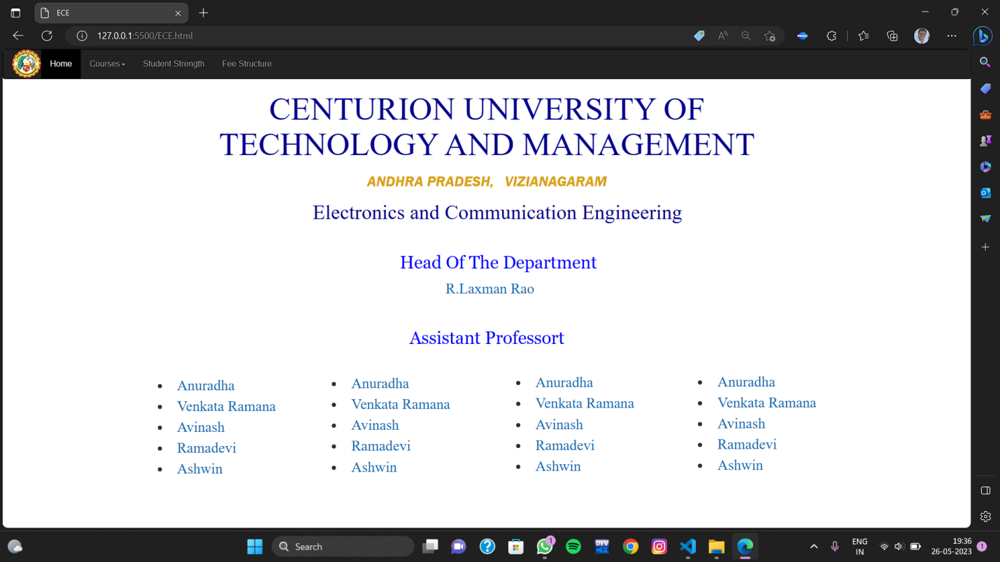 ECE
127.0.0.1:5500/ECE.html
Home Courses Student Strength Fee Structure
CENTURION UNIVERSITY OF
TECHNOLOGY AND MANAGEMENT
ANDHRA PRADESH, VIZIANAGARAM
Electronics and Communication Engineering
Head Of The Department
R.Laxman Rao
Assistant Professort
Anuradha Anuradha Anuradha Anuradha
Venkata Ramana Venkata Ramana Venkata Ramana Venkata Ramana
Avinash Avinash Avinash Avinash
Ramadevi Ramadevi Ramadevi Ramadevi
Ashwin Ashwin Ashwin Ashwin
Search
DEV
1
ENG
IN
19:36
26-05-2023
1